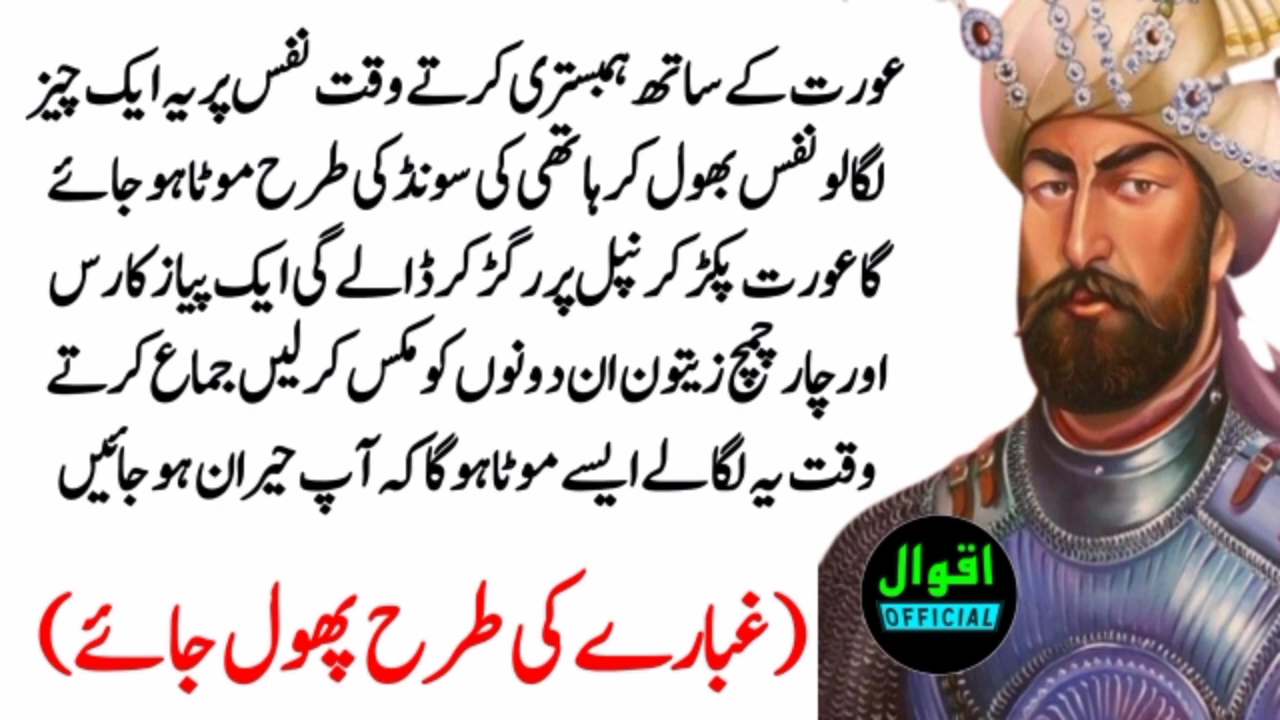 عورت کے ساتھ ہمبستری کرتے وقت نفس پر یہ ایک چیز
لگالو نفس پھول کر ہاتھی کی سونڈ کی طرح موٹا ہو جائے
گا عورت پکڑ کر نپل پر رگڑ کر ڈالے گی ایک پیاز کا رس
اور چار چمچ زیتون ان دونوں کو مکس کر لیں جماع کرتے
وقت یہ لگالے ایسے موٹا ہو گا کہ آپ حیران ہو جائیں
(غبارے کی طرح پھول جائے)
اقوال
OFFICIAL